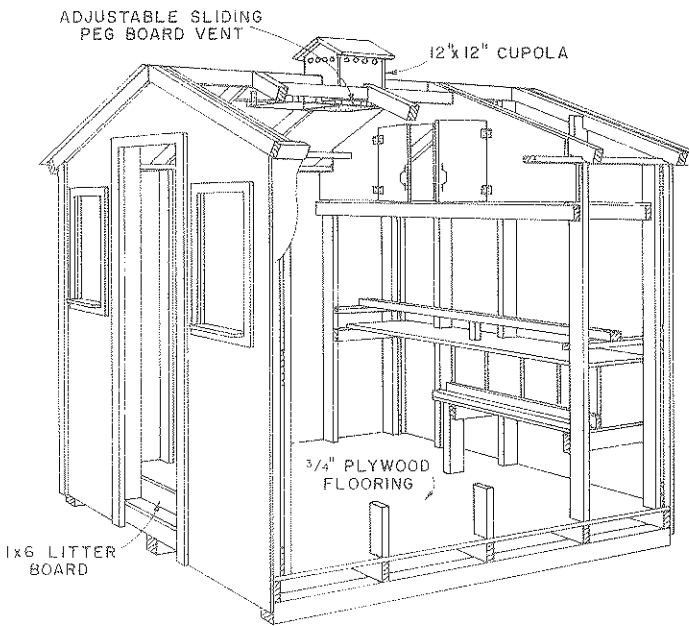 ADJUSTABLE SLIDING
PEG BOARD VENT
12"x12" CUPOLA
3/4" PLYWOOD
FLOORING
1x6 LITTER
BOARD